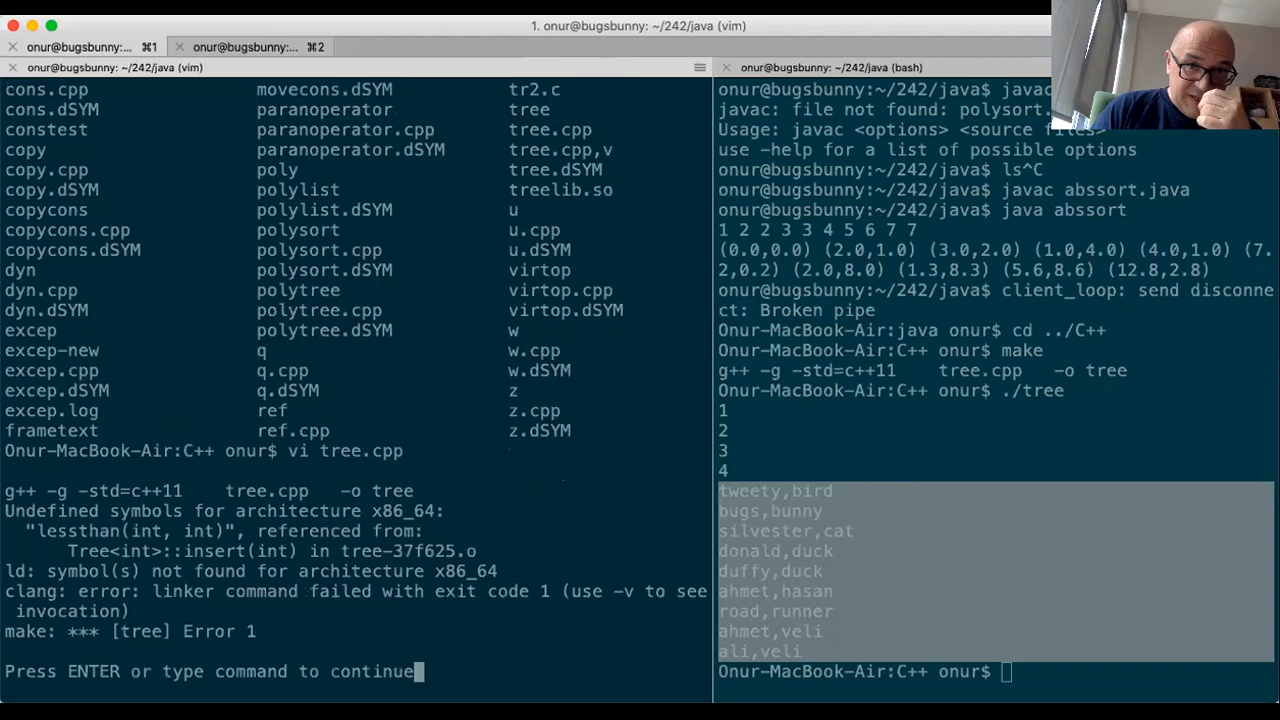 1. onur@bugsbunny: ~/242/java (vim)
onur@bugsbunny:... ⌘1
onur@bugsbunny: ~/242/... ⌘2
onur@bugsbunny: ~/242/java (vim)
cons.cpp movecons.dSYM tr2.c
cons.dSYM paranoperator tree
constest paranoperator.cpp tree.cpp
copy paranoperator.dSYM tree.cpp,v
copy.cpp poly tree.dSYM
copy.dSYM polylist treelib.so
copycons polylist.dSYM u
copycons.cpp polysort u.cpp
copycons.dSYM polysort.cpp u.dSYM
dyn polysort.dSYM virtop
dyn.cpp polytree virtop.cpp
dyn.dSYM polytree.cpp virtop.dSYM
excep polytree.dSYM w
excep-new q w.cpp
excep.cpp q.cpp w.dSYM
excep.dSYM q.dSYM z
excep.log ref z.cpp
frametext ref.cpp z.dSYM
Onur-MacBook-Air:C++ onur$ vi tree.cpp
g++ -g -std=c++11 tree.cpp -o tree
Undefined symbols for architecture x86_64:
"lessthan(int, int)", referenced from:
Tree<int>::insert(int) in tree-37f625.o
ld: symbol(s) not found for architecture x86_64
clang: error: linker command failed with exit code 1 (use -v to see
invocation)
make: *** [tree] Error 1
Press ENTER or type command to continue
onur@bugsbunny: ~/242/java (bash)
onur@bugsbunny:~/242/java$ javac
javac: file not found: polysort.
Usage: javac <options> <source files>
use -help for a list of possible options
onur@bugsbunny:~/242/java$ ls^C
onur@bugsbunny:~/242/java$ javac abssort.java
onur@bugsbunny:~/242/java$ java abssort
1 2 2 3 3 4 5 6 7 7
(0.0,0.0) (2.0,1.0) (3.0,2.0) (1.0,4.0) (4.0,1.0) (7.
2,0.2) (2.0,8.0) (1.3,8.3) (5.6,8.6) (12.8,2.8)
onur@bugsbunny:~/242/java$ client_loop: send disconne
ct: Broken pipe
Onur-MacBook-Air:java onur$ cd ../C++
Onur-MacBook-Air:C++ onur$ make
g++ -g -std=c++11 tree.cpp -o tree
Onur-MacBook-Air:C++ onur$ ./tree
1
2
3
4
tweety,bird
bugs,bunny
silvester,cat
donald,duck
duffy,duck
ahmet,hasan
road,runner
ahmet,veli
ali,veli
Onur-MacBook-Air:C++ onur$